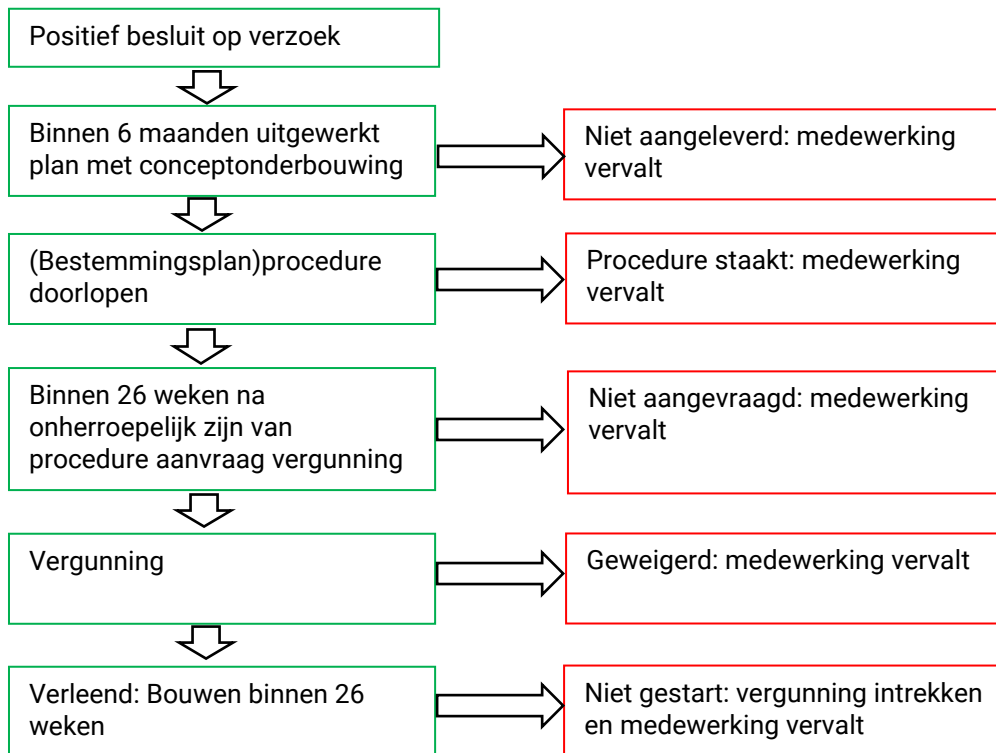 Positief besluit op verzoek
Binnen 6 maanden uitgewerkt
plan met conceptonderbouwing
Niet aangeleverd: medewerking
vervalt
(Bestemmingsplan)procedure
doorlopen
Procedure staakt: medewerking
vervalt
Binnen 26 weken na
onherroepelijk zijn van
procedure aanvraag vergunning
Niet aangevraagd: medewerking
vervalt
Vergunning
Geweigerd: medewerking vervalt
Verleend: Bouwen binnen 26
weken
Niet gestart: vergunning intrekken
en medewerking vervalt